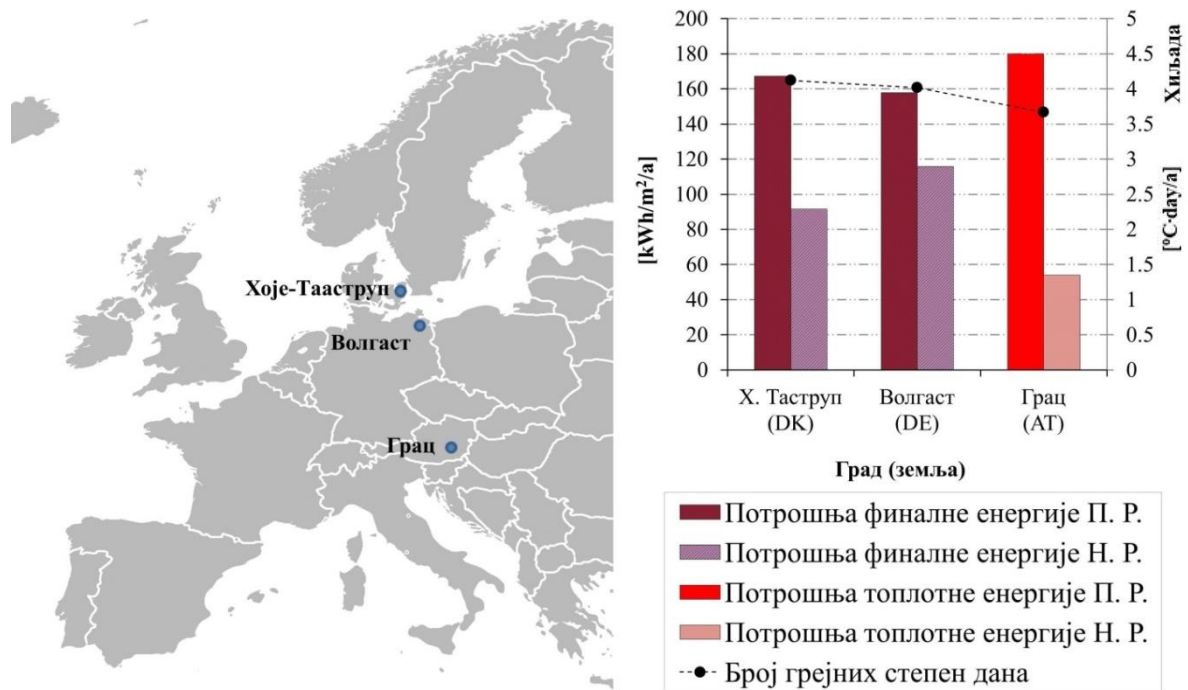 Хоје-Тааструп
Волгаст
Грац
200
180
160
140
120
100
80
60
40
20
0
[kWh/m²/a]
5
4.5
4
3.5
3
2.5
2
1.5
1
0.5
0
Хиљада
[ºC·day/a]
Х. Таструп
(DK)
Волгаст
(DE)
Грац
(AT)
Град (земља)
Потрошња финалне енергије П. Р.
Потрошња финалне енергије Н. Р.
Потрошња топлотне енергије П. Р.
Потрошња топлотне енергије Н. Р.
Број грејних степен дана